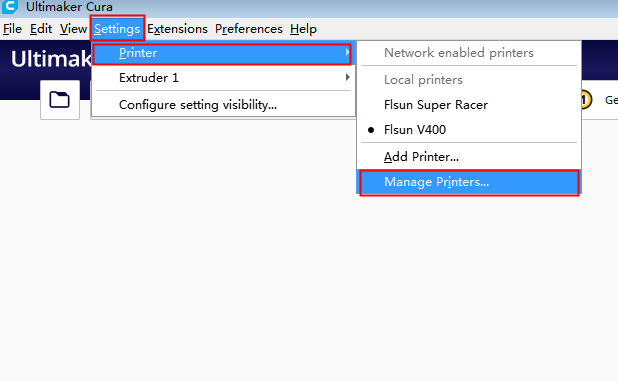 Ultimaker Cura
File Edit View Settings Extensions Preferences Help
Ultimak
Printer
Extruder 1
Configure setting visibility...
Network enabled printers
Local printers
Flsun Super Racer
Flsun V400
Add Printer...
Manage Printers...
1
Ge